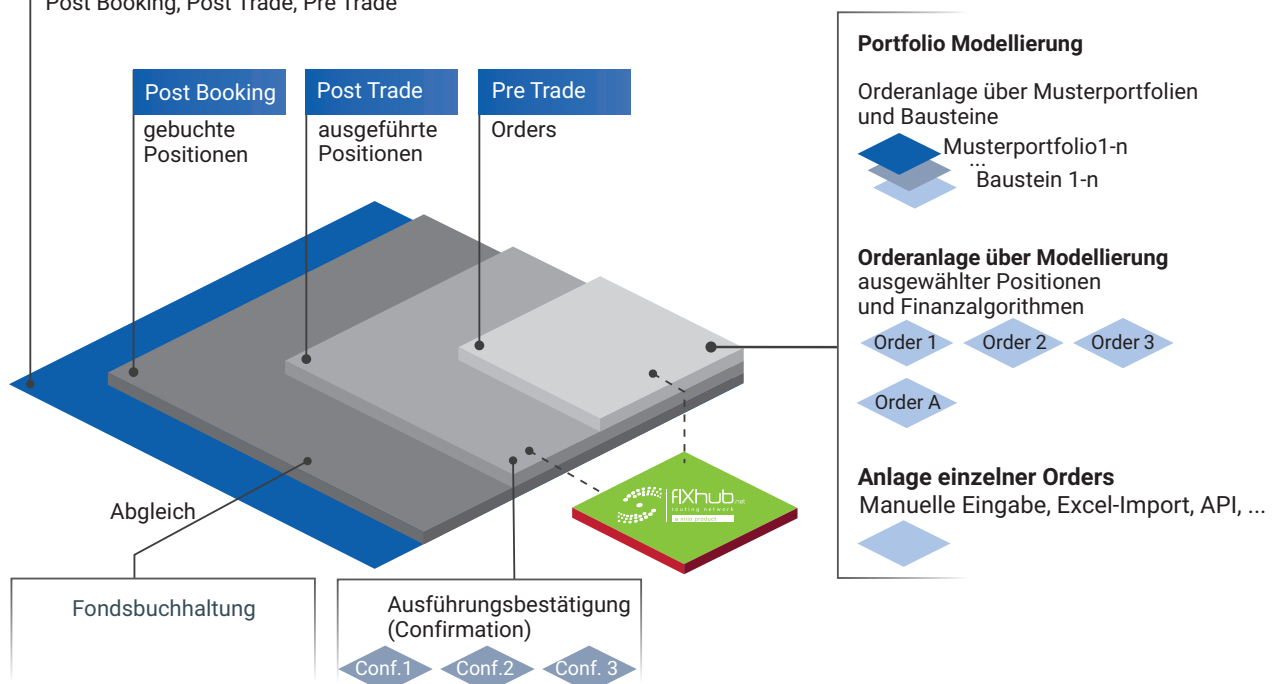 Post Booking, Post Trade, Pre Trade
Post Booking
gebuchte
Positionen
Post Trade
ausgeführte
Positionen
Pre Trade
Orders
Portfolio Modellierung
Orderanlage über Musterportfolien
und Bausteine
Musterportfolio1-n
...
Baustein 1-n
Orderanlage über Modellierung
ausgewählter Positionen
und Finanzalgorithmen
Order 1
Order 2
Order 3
Order A
Anlage einzelner Orders
Manuelle Eingabe, Excel-Import, API, ...
fIXhub.net
routing network
a miio product
Abgleich
Fondsbuchhaltung
Ausführungsbestätigung
(Confirmation)
Conf.1
Conf.2
Conf. 3